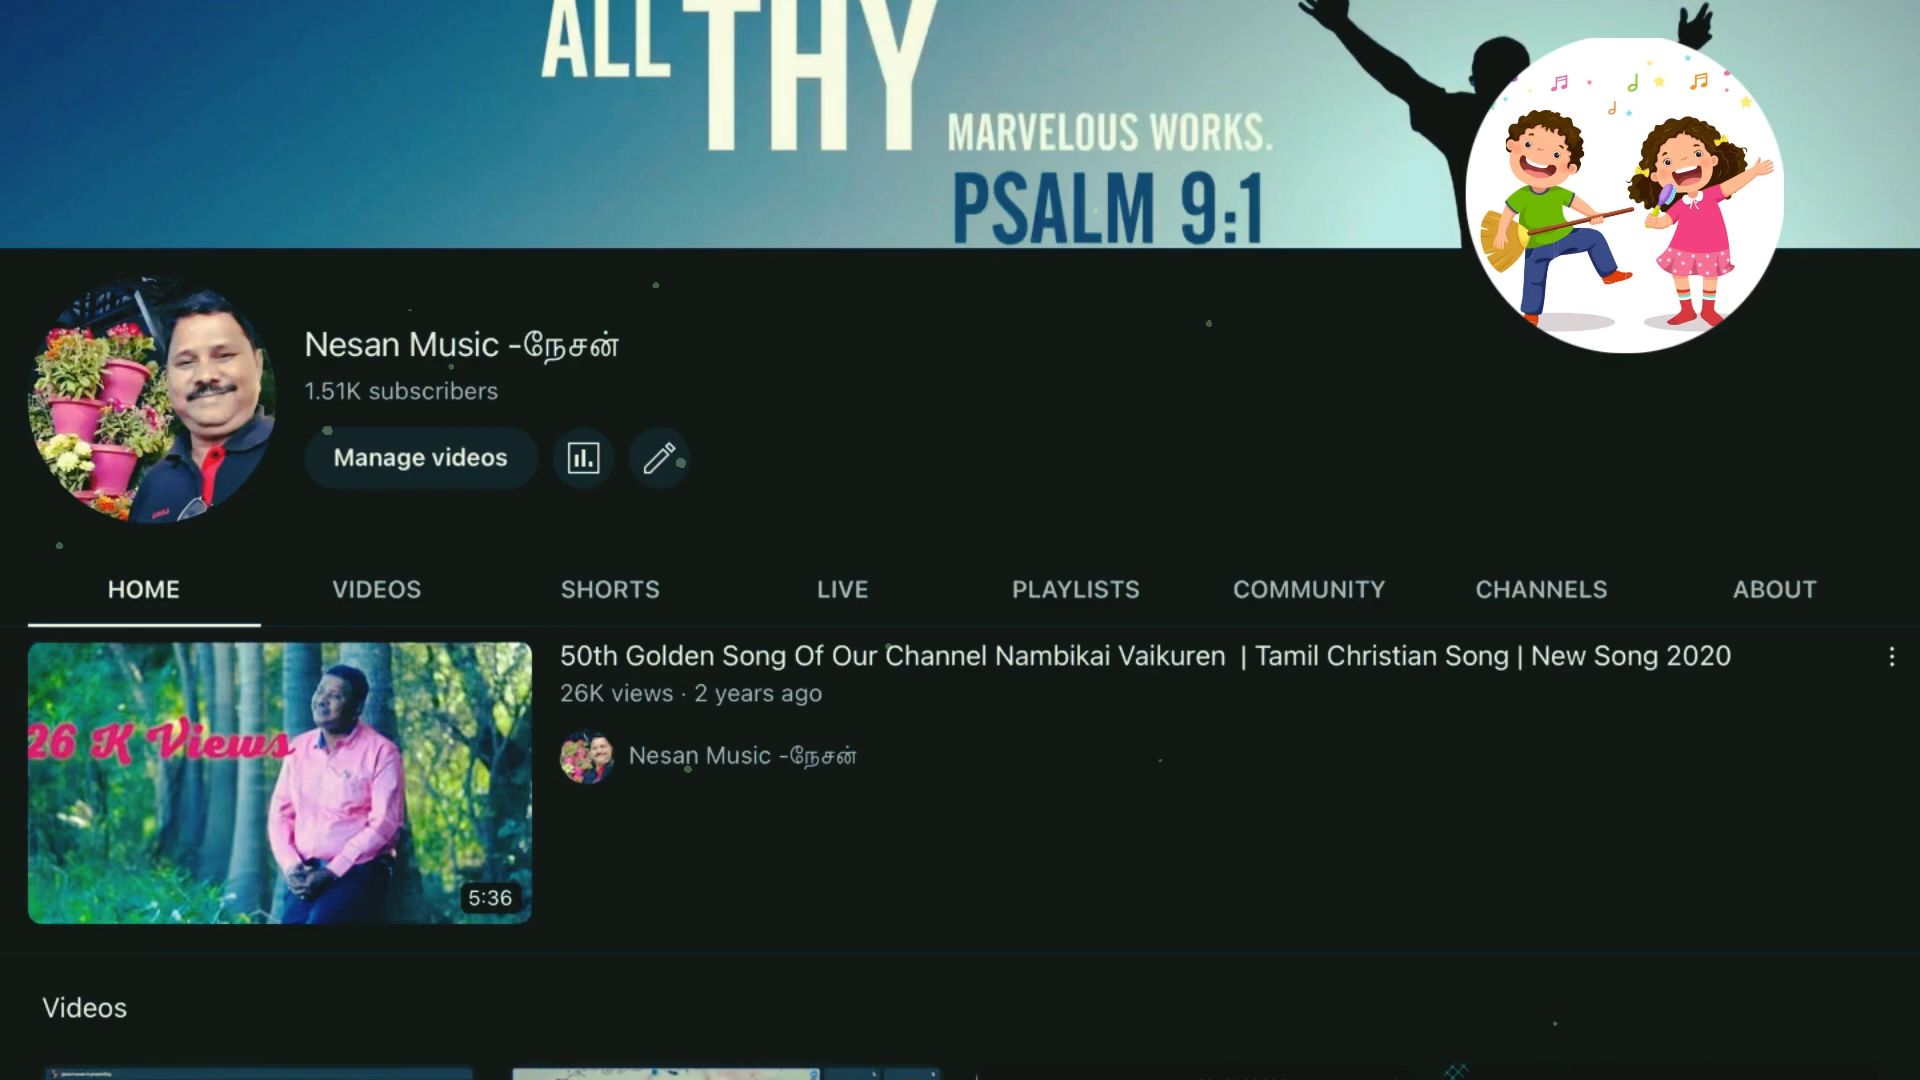 ALL THY
MARVELOUS WORKS.
PSALM 9:1
Nesan Music -நேசன்
1.51K subscribers
Manage videos
HOME VIDEOS SHORTS LIVE PLAYLISTS COMMUNITY CHANNELS ABOUT
50th Golden Song Of Our Channel Nambikai Vaikuren | Tamil Christian Song | New Song 2020
26K views · 2 years ago
26 K Views
Nesan Music -நேசன்
5:36
Videos